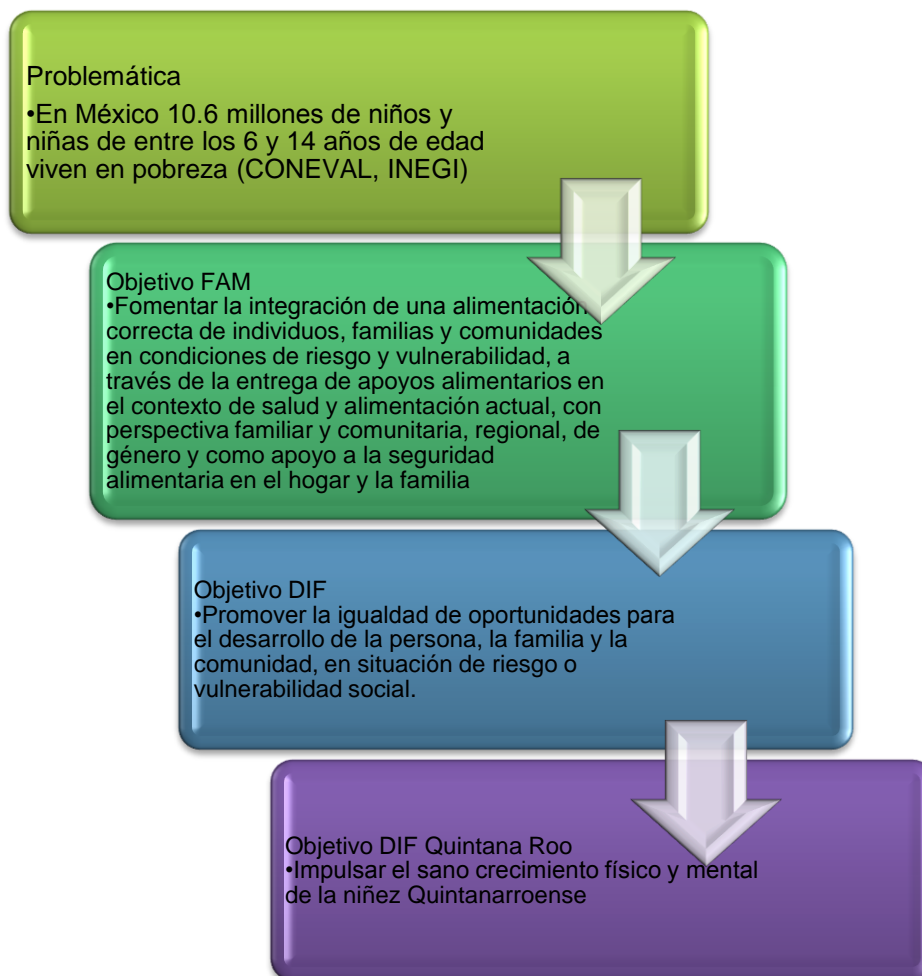 Problemática
•En México 10.6 millones de niños y
niñas de entre los 6 y 14 años de edad
viven en pobreza (CONEVAL, INEGI)
Objetivo FAM
•Fomentar la integración de una alimentación
correcta de individuos, familias y comunidades
en condiciones de riesgo y vulnerabilidad, a
través de la entrega de apoyos alimentarios en
el contexto de salud y alimentación actual, con
perspectiva familiar y comunitaria, regional, de
género y como apoyo a la seguridad
alimentaria en el hogar y la familia
Objetivo DIF
•Promover la igualdad de oportunidades para
el desarrollo de la persona, la familia y la
comunidad, en situación de riesgo o
vulnerabilidad social.
Objetivo DIF Quintana Roo
•Impulsar el sano crecimiento físico y mental
de la niñez Quintanarroense